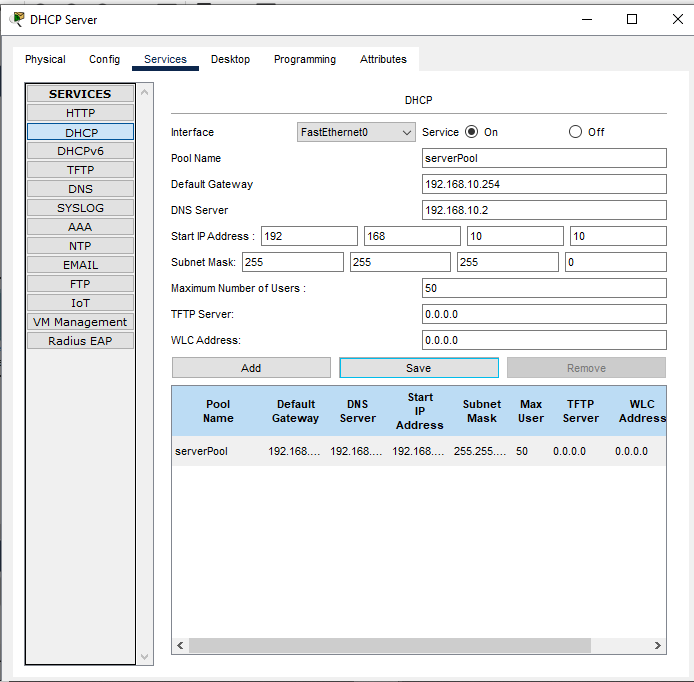 DHCP Server
Physical Config Services Desktop Programming Attributes
SERVICES
HTTP
DHCP
DHCPv6
TFTP
DNS
SYSLOG
AAA
NTP
EMAIL
FTP
IoT
VM Management
Radius EAP
DHCP
Interface FastEthernet0 Service On Off
Pool Name serverPool
Default Gateway 192.168.10.254
DNS Server 192.168.10.2
Start IP Address : 192 168 10 10
Subnet Mask: 255 255 255 0
Maximum Number of Users : 50
TFTP Server: 0.0.0.0
WLC Address: 0.0.0.0
Add Save Remove
Pool Name Default Gateway DNS Server Start IP Address Subnet Mask Max User TFTP Server WLC Address
serverPool 192.168.... 192.168.... 192.168.... 255.255.... 50 0.0.0.0 0.0.0.0